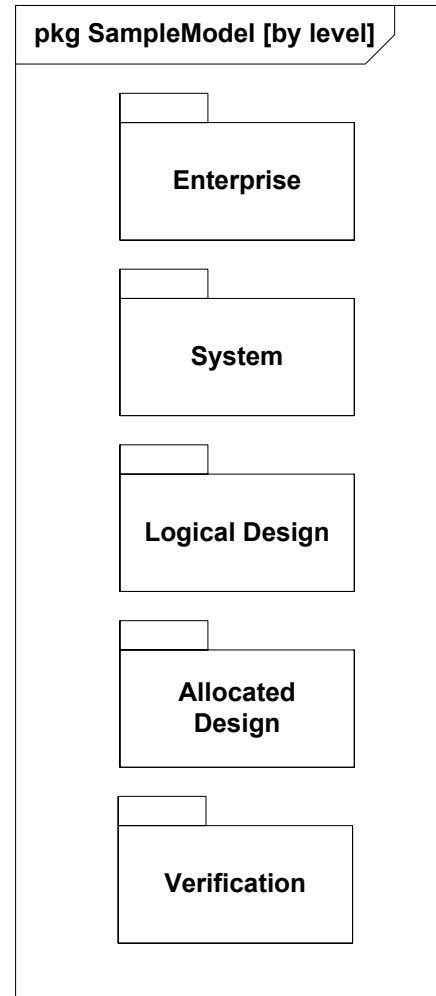 pkg SampleModel [by level]
Enterprise
System
Logical Design
Allocated
Design
Verification